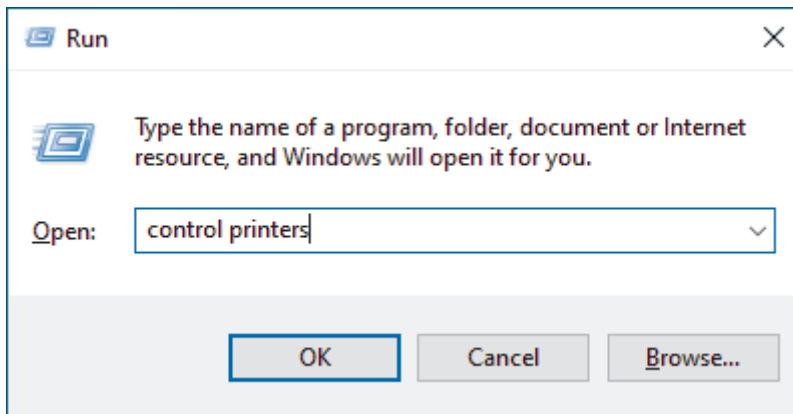 Run
Type the name of a program, folder, document or Internet
resource, and Windows will open it for you.
Open: control printers
OK Cancel Browse...